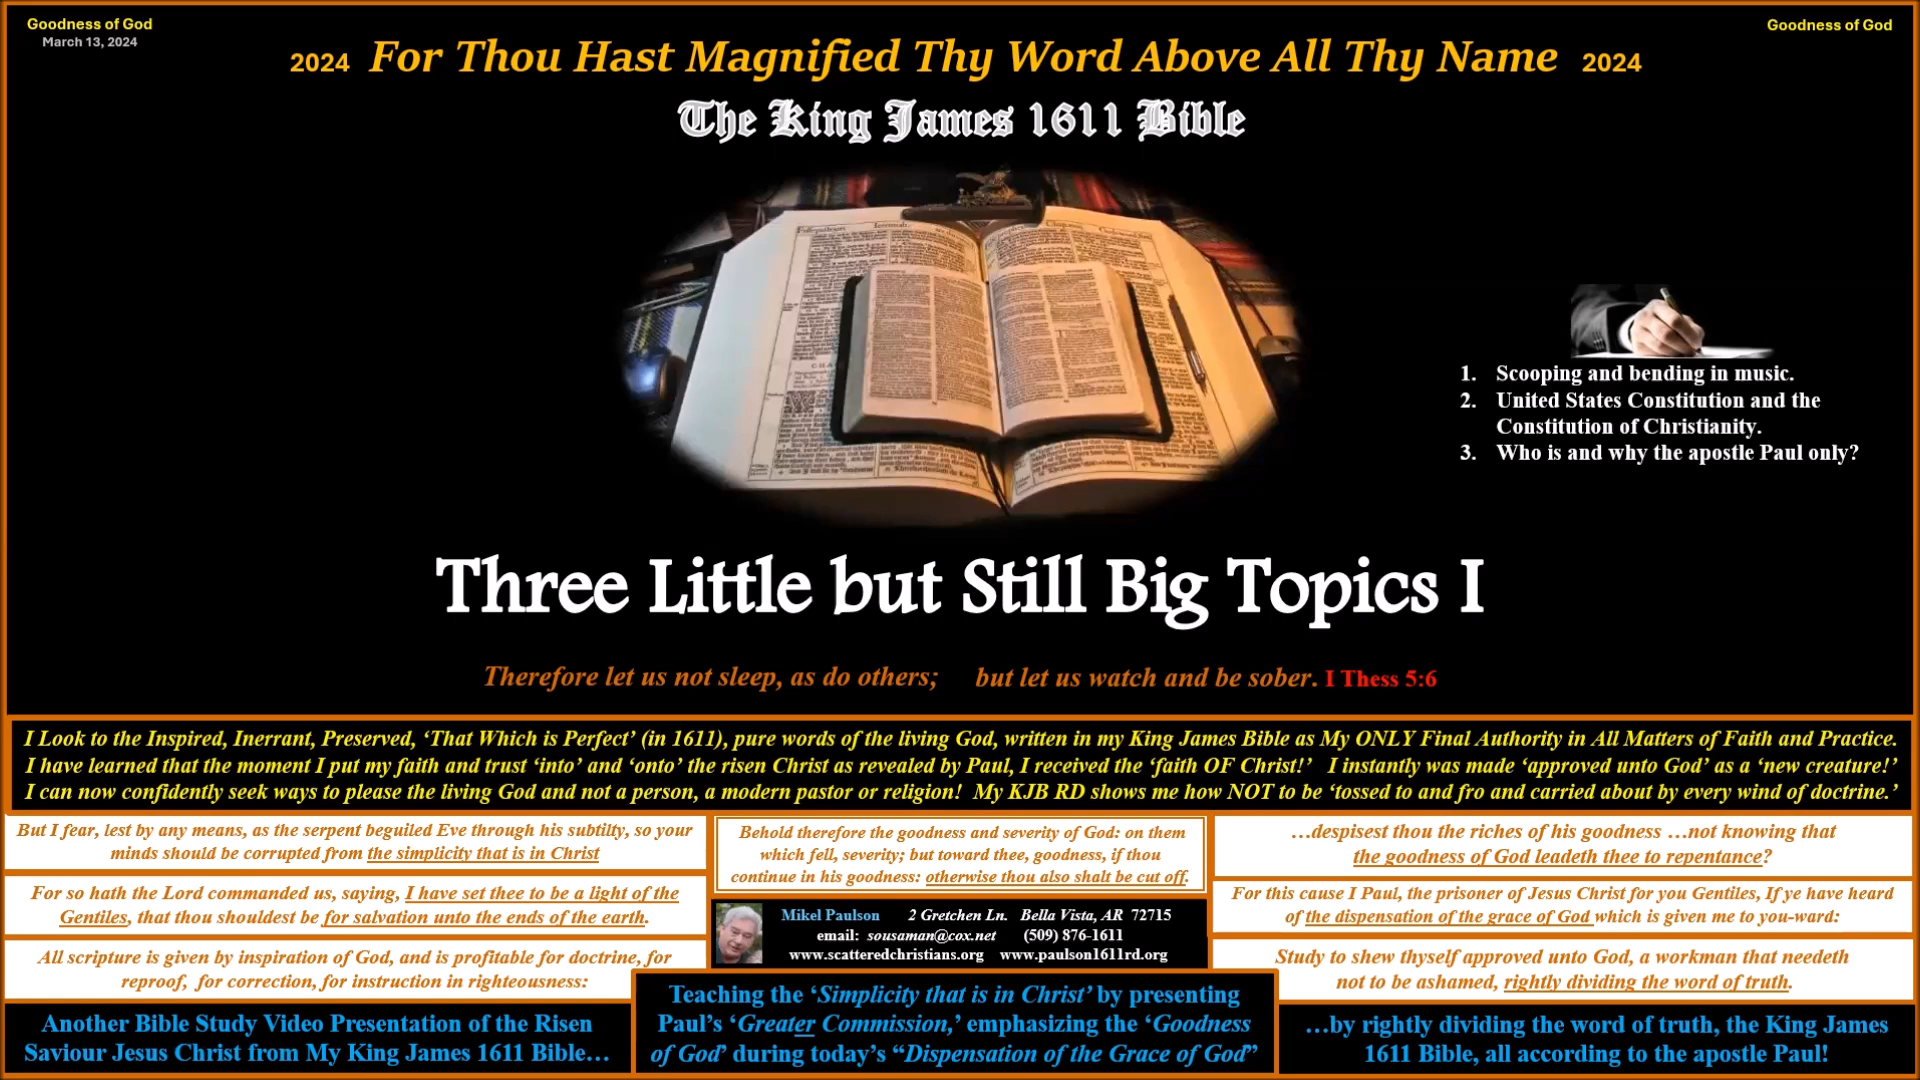 Goodness of God
March 13, 2024
Goodness of God
2024 For Thou Hast Magnified Thy Word Above All Thy Name 2024
The King James 1611 Bible
1. Scooping and bending in music.
2. United States Constitution and the
Constitution of Christianity.
3. Who is and why the apostle Paul only?
Three Little but Still Big Topics I
Therefore let us not sleep, as do others; but let us watch and be sober. I Thess 5:6
I Look to the Inspired, Inerrant, Preserved, ‘That Which is Perfect’ (in 1611), pure words of the living God, written in my King James Bible as My ONLY Final Authority in All Matters of Faith and Practice.
I have learned that the moment I put my faith and trust ‘into’ and ‘onto’ the risen Christ as revealed by Paul, I received the ‘faith OF Christ!’ I instantly was made ‘approved unto God’ as a ‘new creature!’
I can now confidently seek ways to please the living God and not a person, a modern pastor or religion! My KJB RD shows me how NOT to be ‘tossed to and fro and carried about by every wind of doctrine.’
But I fear, lest by any means, as the serpent beguiled Eve through his subtilty, so your
minds should be corrupted from the simplicity that is in Christ
For so hath the Lord commanded us, saying, I have set thee to be a light of the
Gentiles, that thou shouldest be for salvation unto the ends of the earth.
All scripture is given by inspiration of God, and is profitable for doctrine, for
reproof, for correction, for instruction in righteousness:
Another Bible Study Video Presentation of the Risen
Saviour Jesus Christ from My King James 1611 Bible…
Behold therefore the goodness and severity of God: on them
which fell, severity; but toward thee, goodness, if thou
continue in his goodness: otherwise thou also shalt be cut off.
Mikel Paulson 2 Gretchen Ln. Bella Vista, AR 72715
email: sousaman@cox.net (509) 876-1611
www.scatteredchristians.org www.paulson1611rd.org
Teaching the ‘Simplicity that is in Christ’ by presenting
Paul’s ‘Greater Commission,’ emphasizing the ‘Goodness
of God’ during today’s “Dispensation of the Grace of God”
…despisest thou the riches of his goodness …not knowing that
the goodness of God leadeth thee to repentance?
For this cause I Paul, the prisoner of Jesus Christ for you Gentiles, If ye have heard
of the dispensation of the grace of God which is given me to you-ward:
Study to shew thyself approved unto God, a workman that needeth
not to be ashamed, rightly dividing the word of truth.
…by rightly dividing the word of truth, the King James
1611 Bible, all according to the apostle Paul!